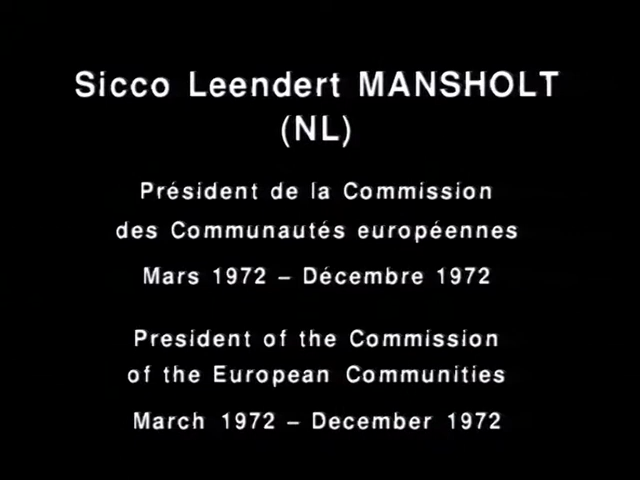 Sicco Leendert MANSHOLT
(NL)
Président de la Commission
des Communautés européennes
Mars 1972 – Décembre 1972
President of the Commission
of the European Communities
March 1972 – December 1972